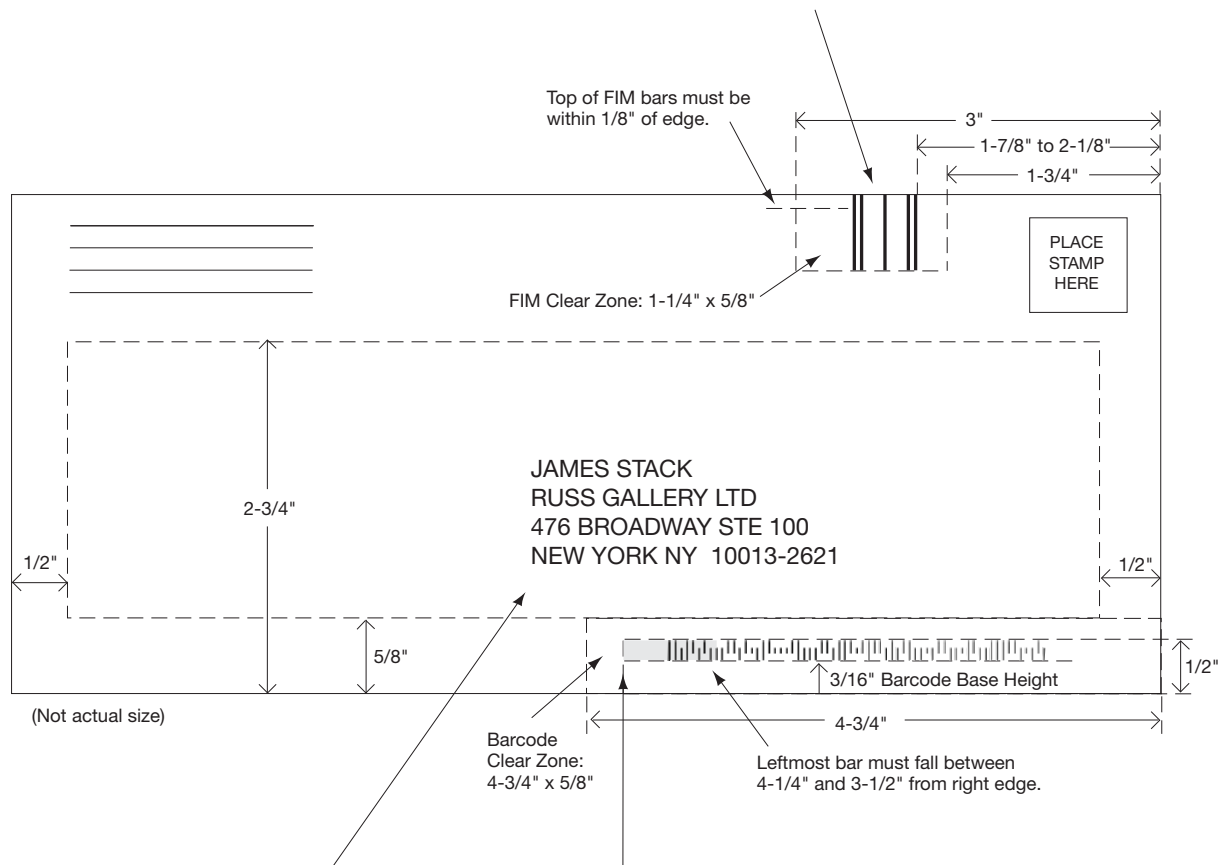 Top of FIM bars must be
within 1/8" of edge.
3"
1-7/8" to 2-1/8"
1-3/4"
PLACE
STAMP
HERE
FIM Clear Zone: 1-1/4" x 5/8"
JAMES STACK
RUSS GALLERY LTD
476 BROADWAY STE 100
NEW YORK NY  10013-2621
2-3/4"
1/2"
1/2"
5/8"
3/16" Barcode Base Height
1/2"
(Not actual size)
4-3/4"
Barcode
Clear Zone:
4-3/4" x 5/8"
Leftmost bar must fall between
4-1/4" and 3-1/2" from right edge.